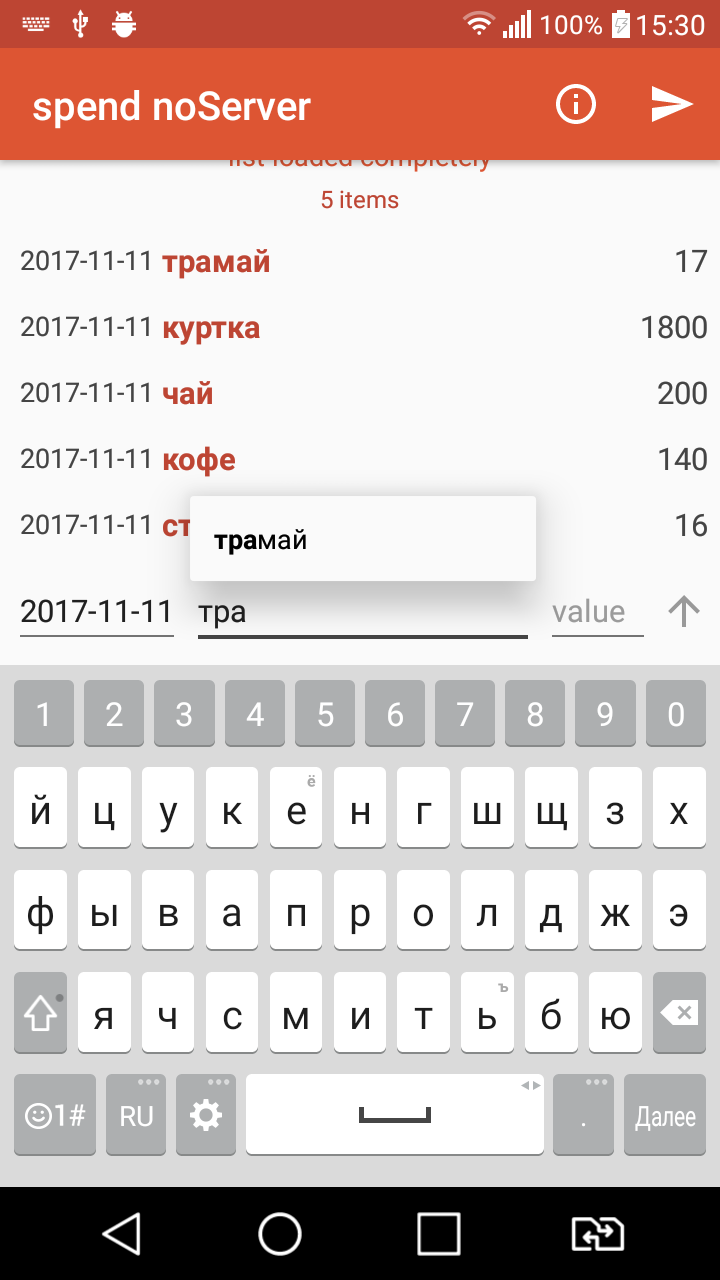 100% 15:30
spend noServer
list loaded completely
5 items
2017-11-11 трамай 17
2017-11-11 куртка 1800
2017-11-11 чай 200
2017-11-11 кофе 140
2017-11-11 ст 16
трамай
2017-11-11 тра value
1 2 3 4 5 6 7 8 9 0
ё
й ц у к е н г ш щ з х
ф ы в а п р о л д ж э
ъ
я ч с м и т ь б ю
1# RU . Далее